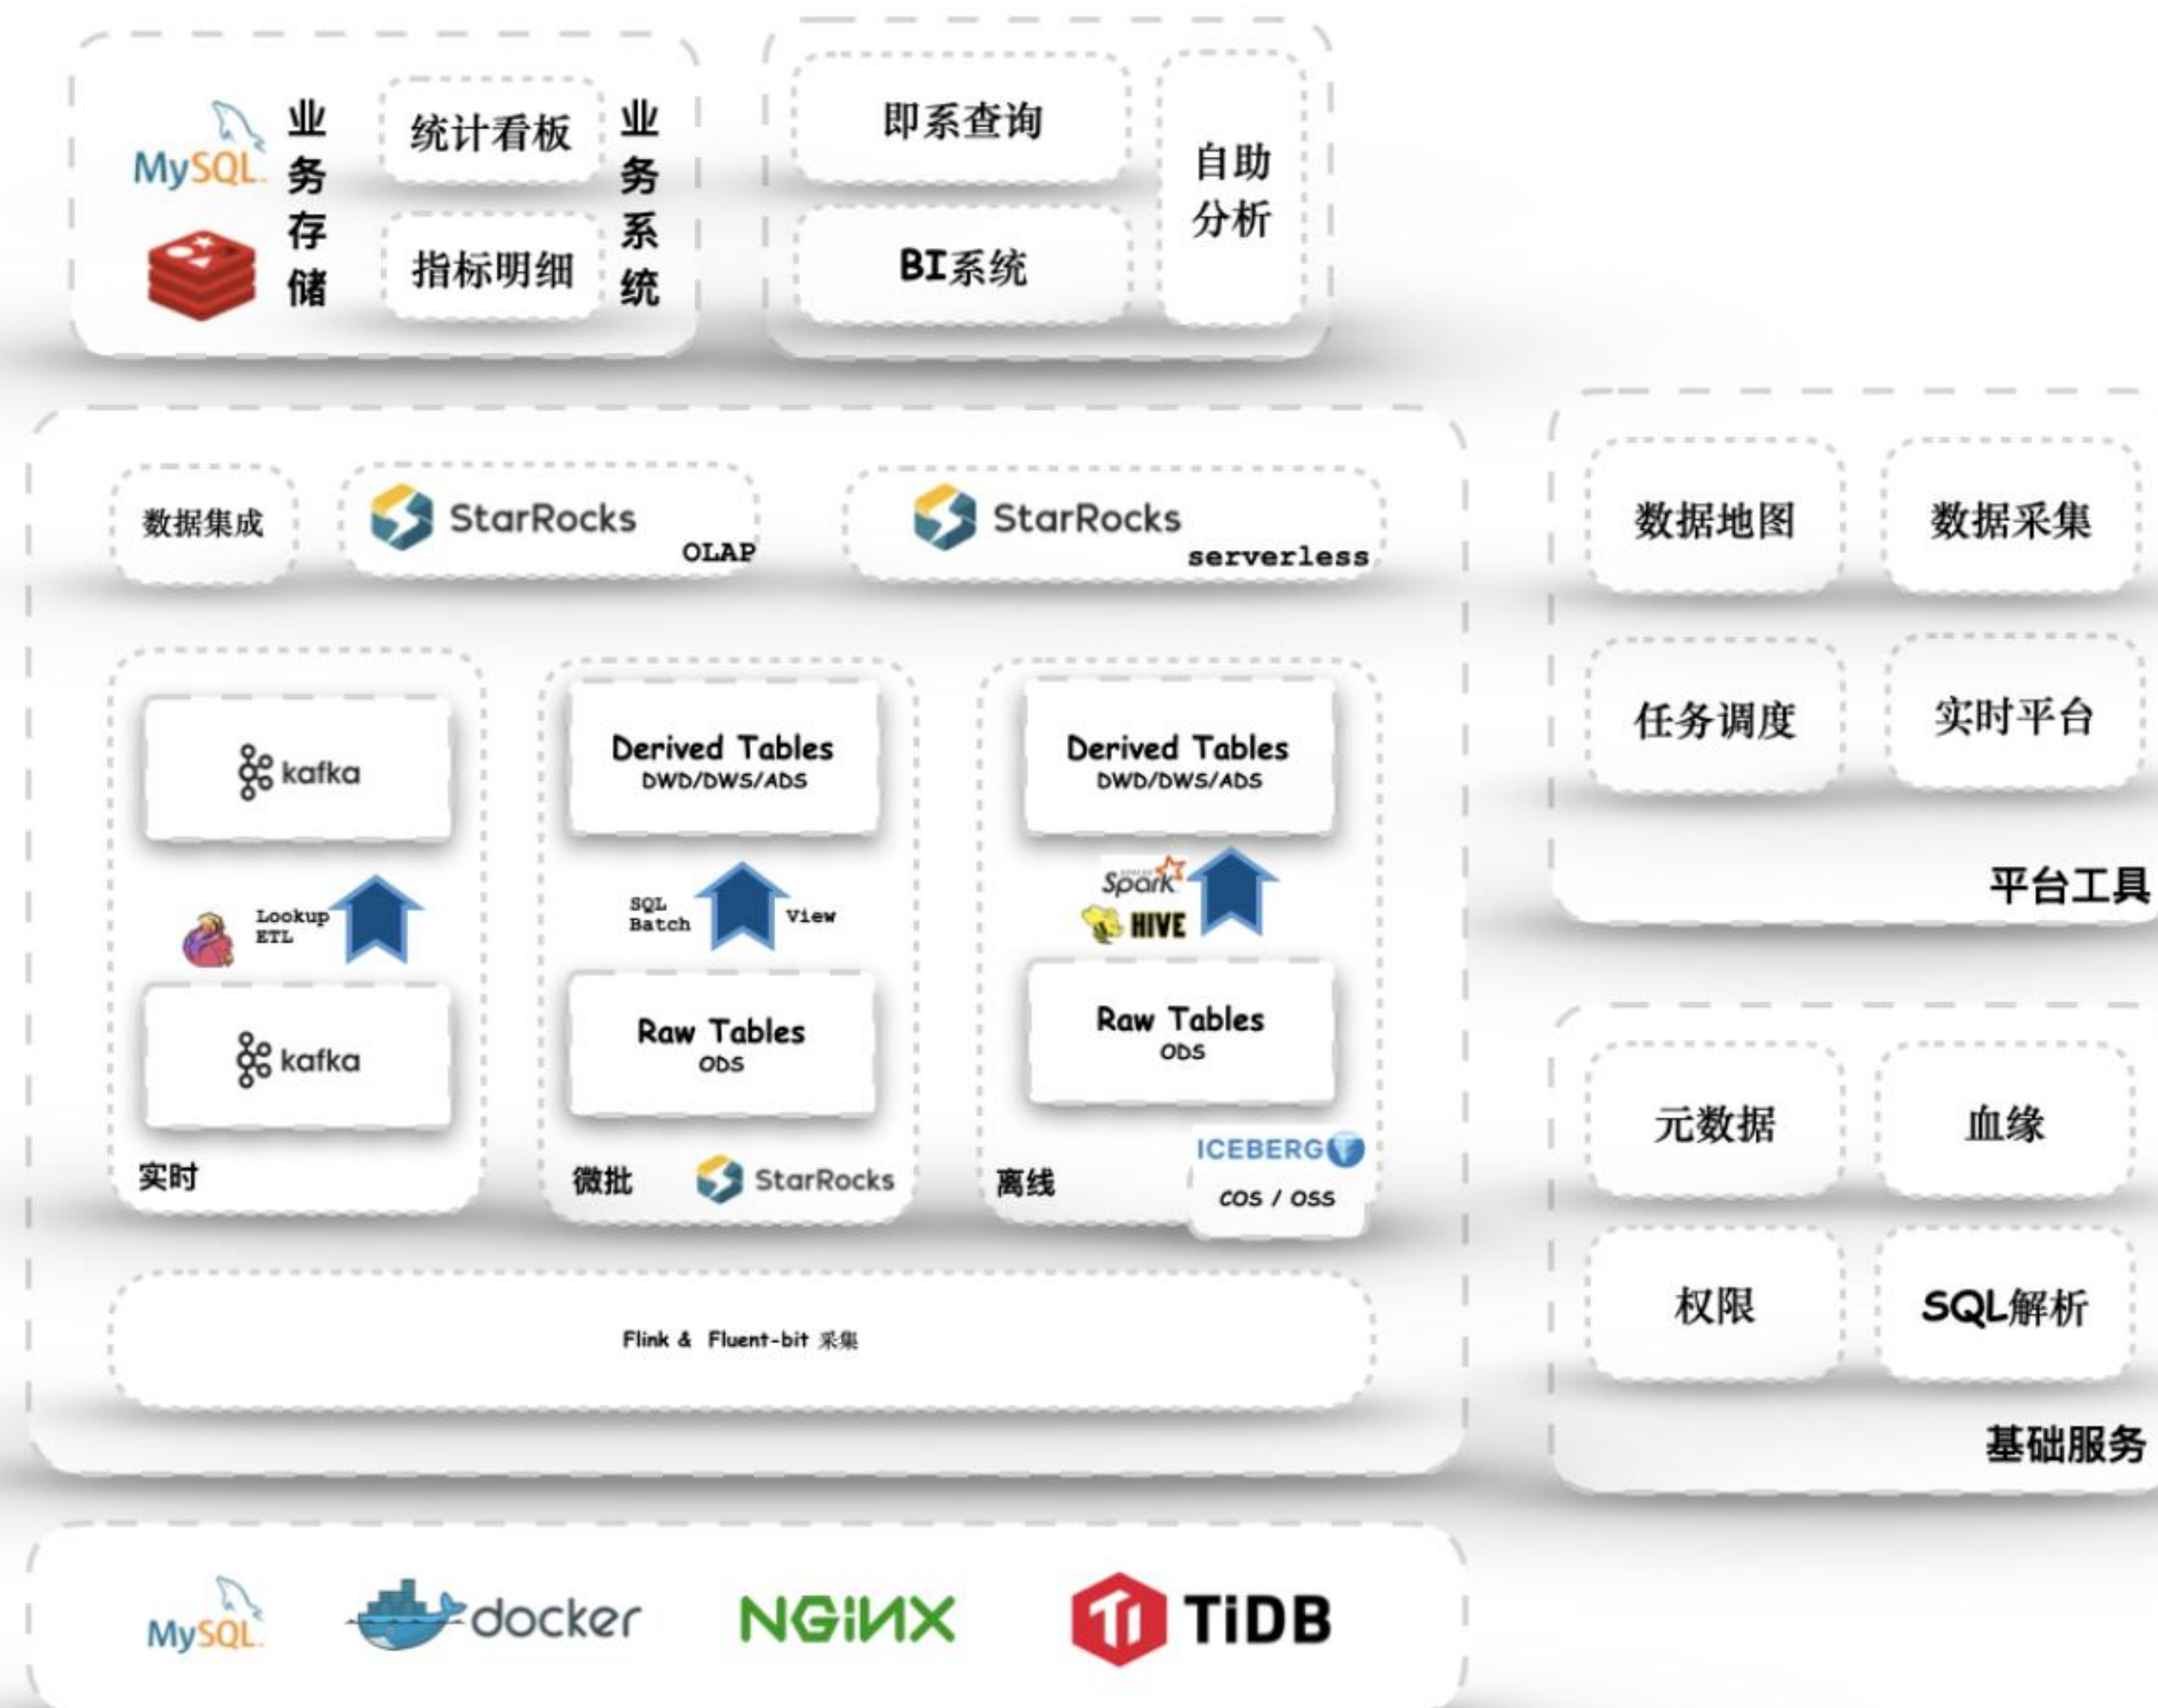 MySQL
业务存储
统计看板
指标明细
业务系统
即系查询
BI系统
自助
分析
数据集成
StarRocks
OLAP
StarRocks
serverless
kafka
Lookup
ETL
kafka
实时
Derived Tables
DWD/DWS/ADS
SQL
Batch
View
Raw Tables
ODS
微批
StarRocks
Derived Tables
DWD/DWS/ADS
Spark
HIVE
Raw Tables
ODS
离线
ICEBERG
COS / OSS
Flink & Fluent-bit 采集
MySQL
docker
NGINX
TiDB
数据地图
数据采集
任务调度
实时平台
平台工具
元数据
血缘
权限
SQL解析
基础服务